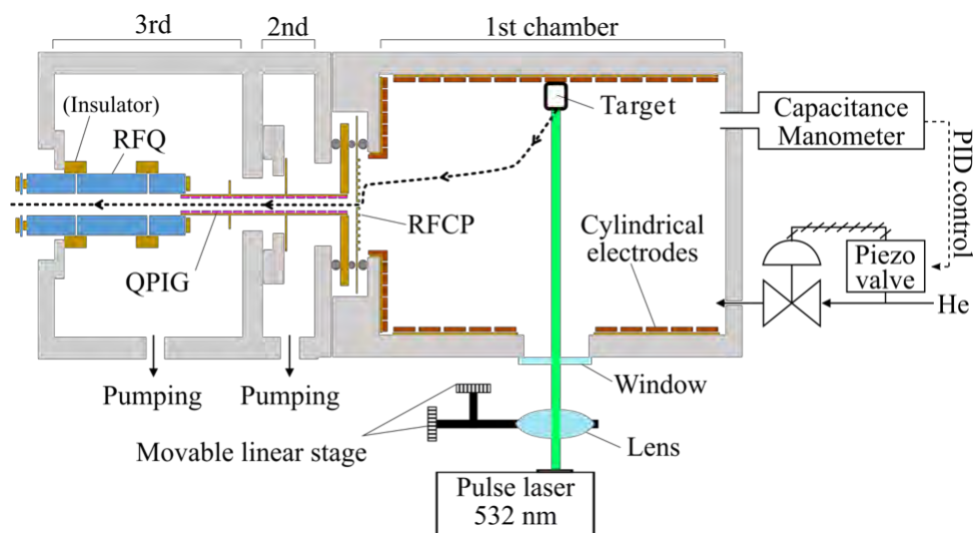 3rd
2nd
1st chamber
(Insulator)
RFQ
Target
Capacitance
Manometer
PID control
RFCP
Cylindrical
electrodes
QPIG
Piezo
valve
He
Window
Pumping
Pumping
Movable linear stage
Lens
Pulse laser
532 nm